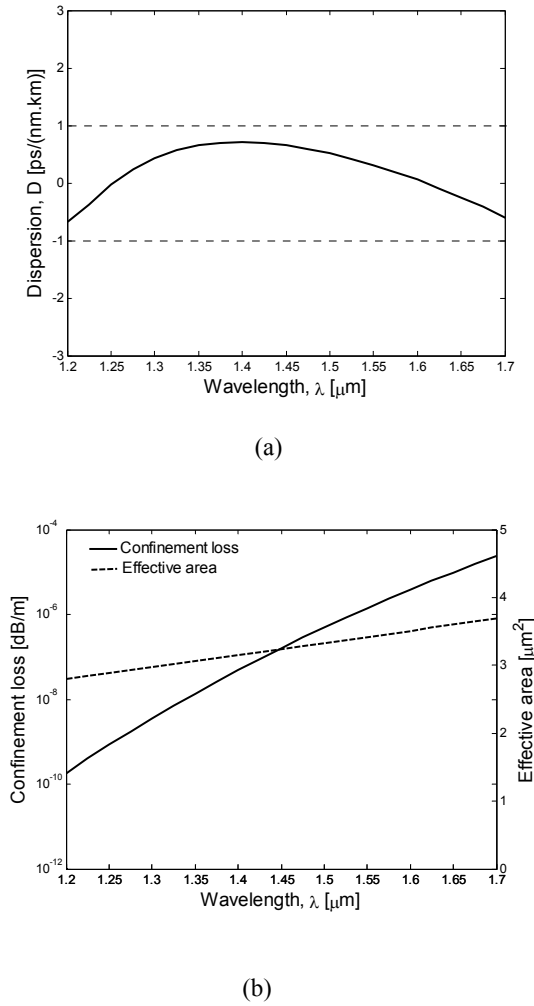 3
2
1
0
-1
-2
-3
Dispersion, D [ps/(nm.km)]
1.2 1.25 1.3 1.35 1.4 1.45 1.5 1.55 1.6 1.65 1.7
Wavelength, λ [μm]
(a)
10⁻⁴
10⁻⁶
10⁻⁸
10⁻¹⁰
10⁻¹²
Confinement loss [dB/m]
Confinement loss
Effective area
5
4
3
2
1
0
Effective area [μm²]
1.2 1.25 1.3 1.35 1.4 1.45 1.5 1.55 1.6 1.65 1.7
Wavelength, λ [μm]
(b)